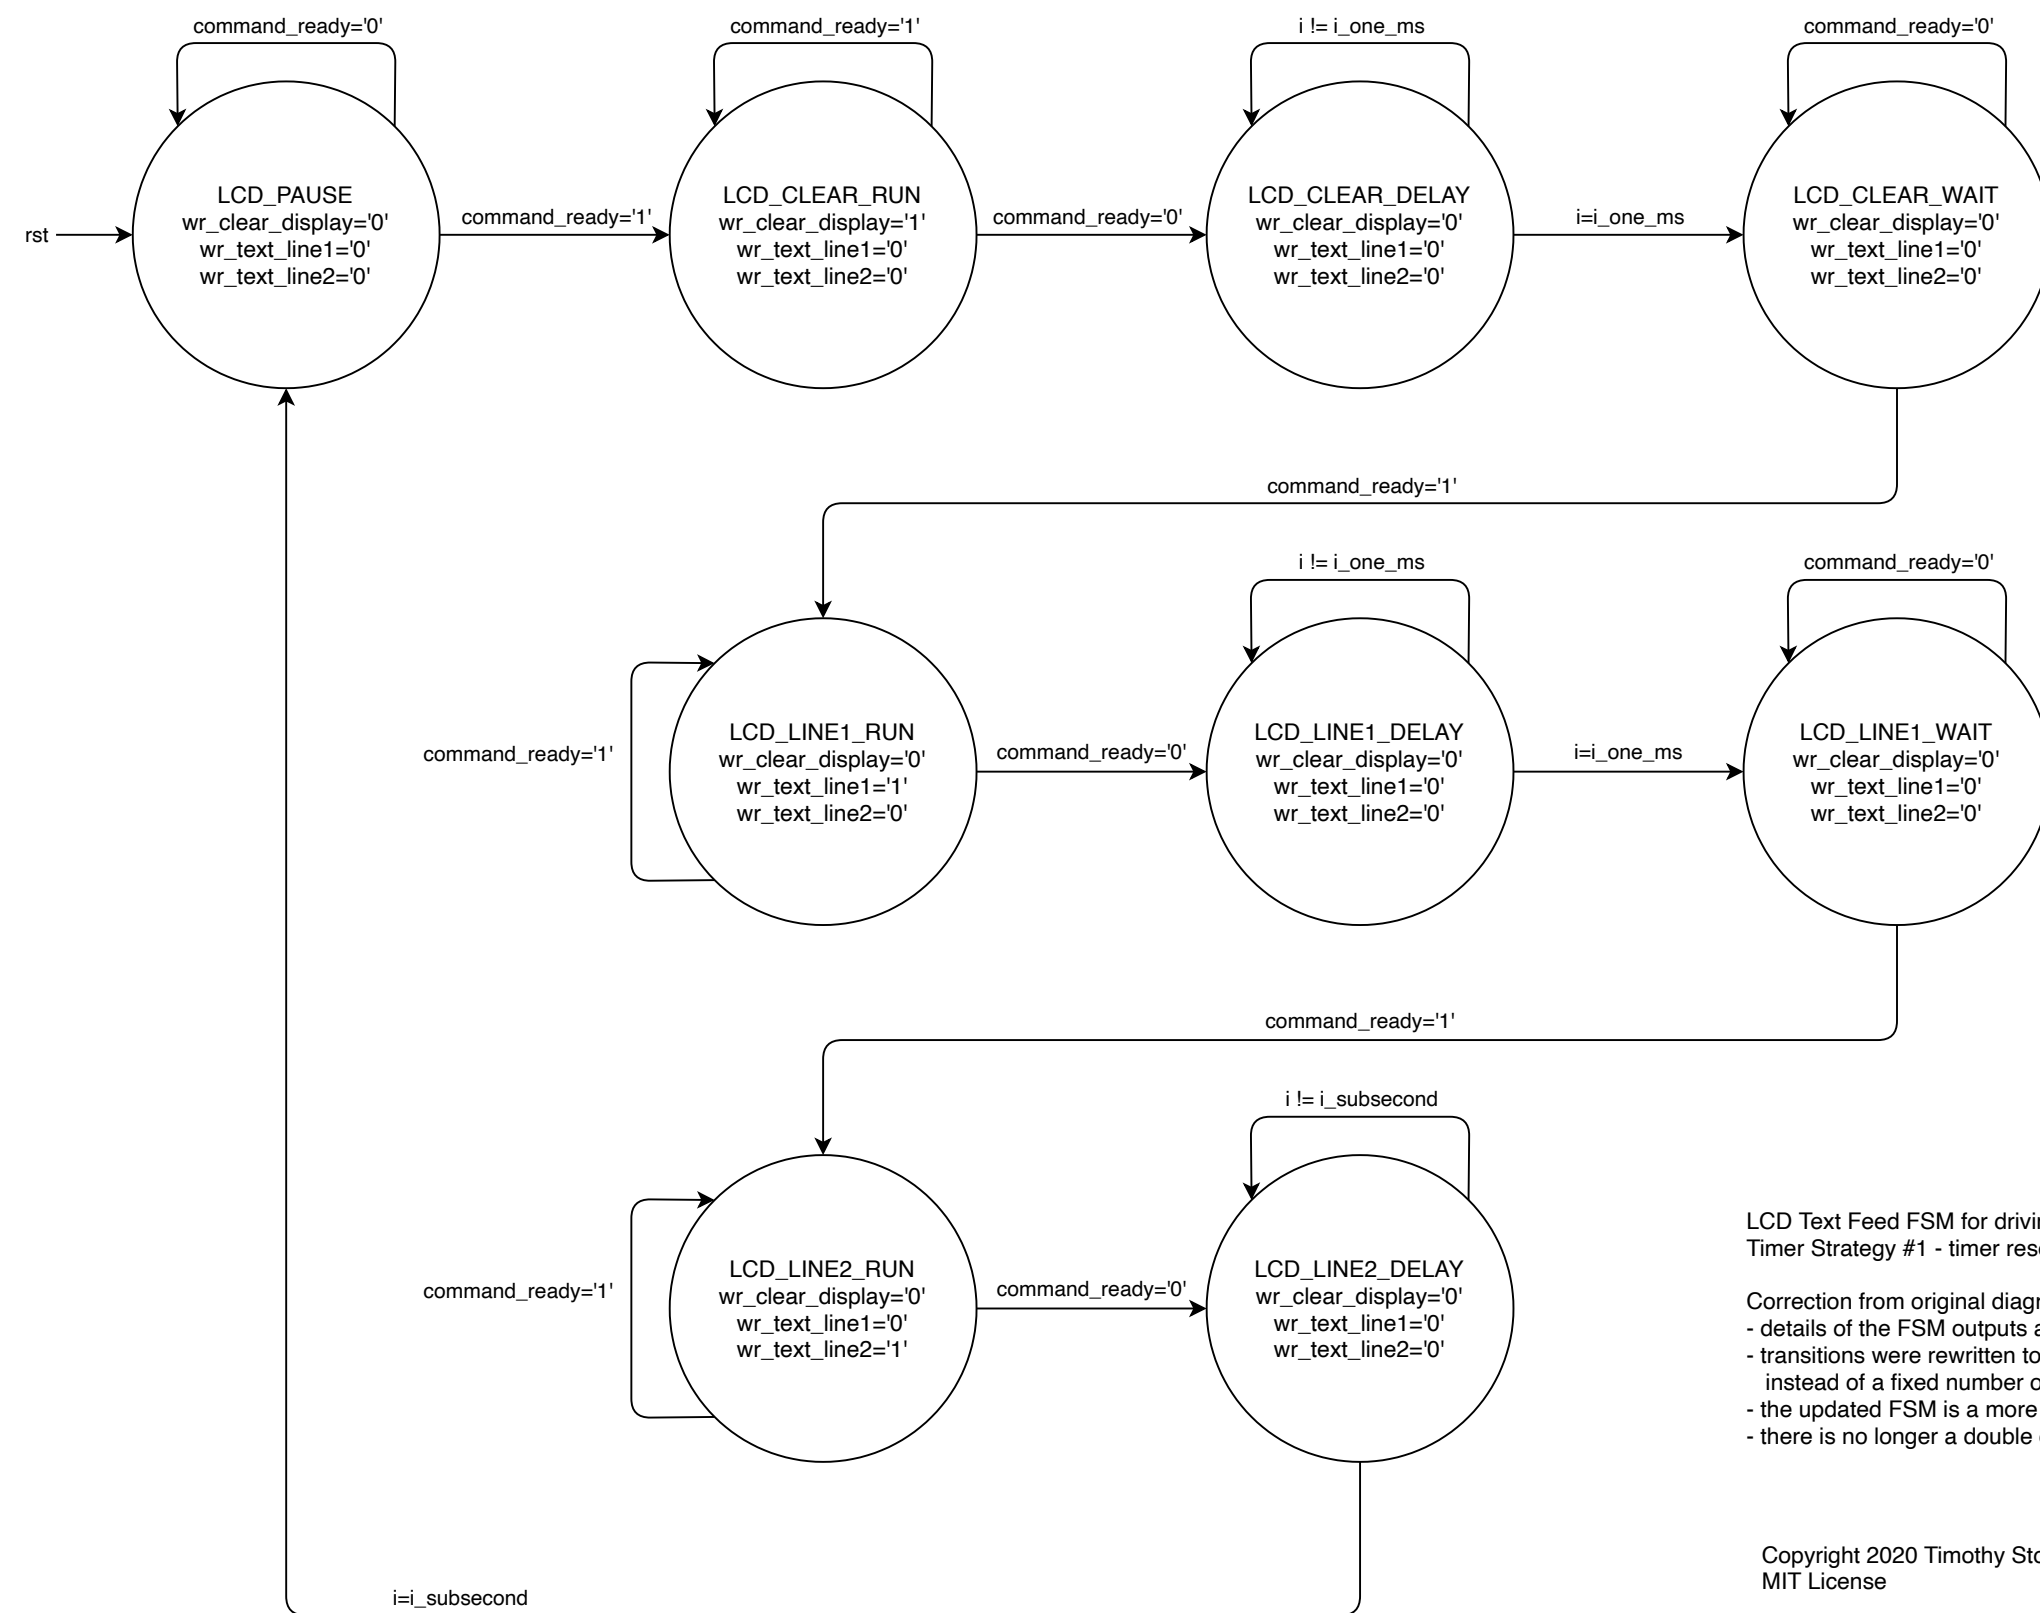 command_ready='0'
command_ready='1'
i != i_one_ms
command_ready='0'
LCD_PAUSE
wr_clear_display='0'
wr_text_line1='0'
wr_text_line2='0'
LCD_CLEAR_RUN
wr_clear_display='1'
wr_text_line1='0'
wr_text_line2='0'
LCD_CLEAR_DELAY
wr_clear_display='0'
wr_text_line1='0'
wr_text_line2='0'
LCD_CLEAR_WAIT
wr_clear_display='0'
wr_text_line1='0'
wr_text_line2='0'
rst
command_ready='1'
command_ready='0'
i=i_one_ms
command_ready='1'
i != i_one_ms
command_ready='0'
command_ready='1'
LCD_LINE1_RUN
wr_clear_display='0'
wr_text_line1='1'
wr_text_line2='0'
command_ready='0'
LCD_LINE1_DELAY
wr_clear_display='0'
wr_text_line1='0'
wr_text_line2='0'
i=i_one_ms
LCD_LINE1_WAIT
wr_clear_display='0'
wr_text_line1='0'
wr_text_line2='0'
command_ready='1'
i != i_subsecond
command_ready='1'
LCD_LINE2_RUN
wr_clear_display='0'
wr_text_line1='0'
wr_text_line2='1'
command_ready='0'
LCD_LINE2_DELAY
wr_clear_display='0'
wr_text_line1='0'
wr_text_line2='0'
LCD Text Feed FSM for
Timer Strategy #1 - timer
Correction from original
- details of the FSM outputs
- transitions were rewritten to
instead of a fixed number
- the updated FSM is a more
- there is no longer a double
Copyright 2020 Timothy
MIT License
i=i_subsecond